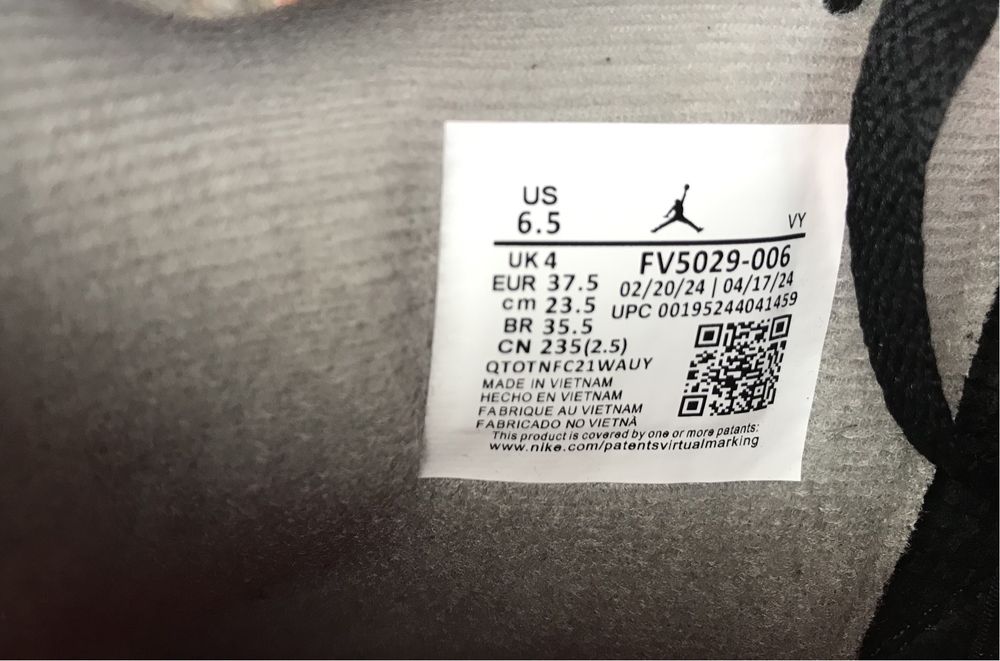 US
6.5
VY
UK 4
EUR 37.5
cm 23.5
BR 35.5
CN 235(2.5)
FV5029-006
02/20/24 | 04/17/24
UPC 00195244041459
QTOTNFC21WAUY
MADE IN VIETNAM
HECHO EN VIETNAM
FABRIQUE AU VIETNAM
FABRICADO NO VIETNÃ
This product is covered by one or more patents:
www.nike.com/patentsvirtualmarking